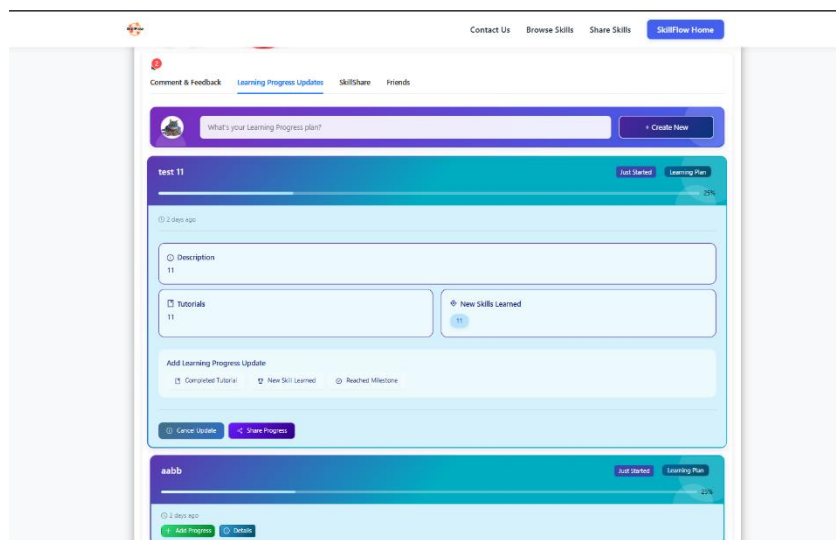 Contact Us Browse Skills Share Skills SkillFlow Home
2
Comment & Feedback Learning Progress Updates SkillShare Friends
What's your Learning Progress plan? + Create New
test 11 Just Started Learning Plan
25%
2 days ago
Description
11
Tutorials
11
New Skills Learned
11
Add Learning Progress Update
Completed Tutorial New Skill Learned Reached Milestone
Cancel Update Share Progress
aabb Just Started Learning Plan
25%
2 days ago
+ Add Progress Details